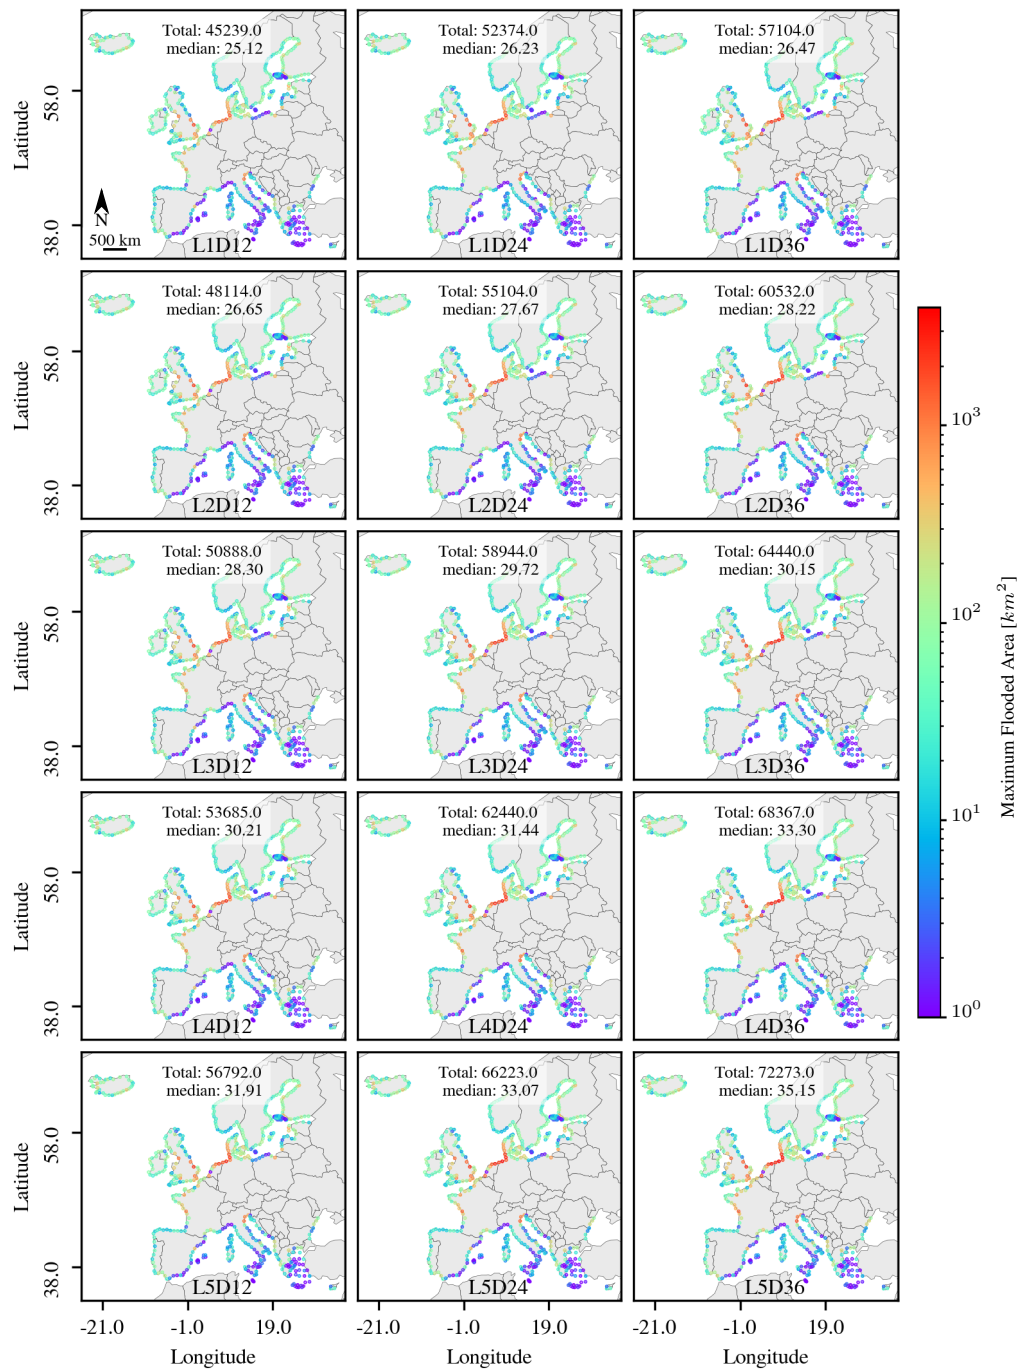 Total: 45239.0
median: 25.12
Total: 52374.0
median: 26.23
Total: 57104.0
median: 26.47
Latitude
58.0
38.0
N
500 km
L1D12
L1D24
L1D36
Total: 48114.0
median: 26.65
Total: 55104.0
median: 27.67
Total: 60532.0
median: 28.22
Latitude
58.0
38.0
L2D12
L2D24
L2D36
Total: 50888.0
median: 28.30
Total: 58944.0
median: 29.72
Total: 64440.0
median: 30.15
Latitude
58.0
38.0
L3D12
L3D24
L3D36
Total: 53685.0
median: 30.21
Total: 62440.0
median: 31.44
Total: 68367.0
median: 33.30
Latitude
58.0
38.0
L4D12
L4D24
L4D36
Total: 56792.0
median: 31.91
Total: 66223.0
median: 33.07
Total: 72273.0
median: 35.15
Latitude
58.0
38.0
L5D12
L5D24
L5D36
-21.0 -1.0 19.0
-21.0 -1.0 19.0
-21.0 -1.0 19.0
Longitude
Longitude
Longitude
10³
10²
10¹
10⁰
Maximum Flooded Area [km²]